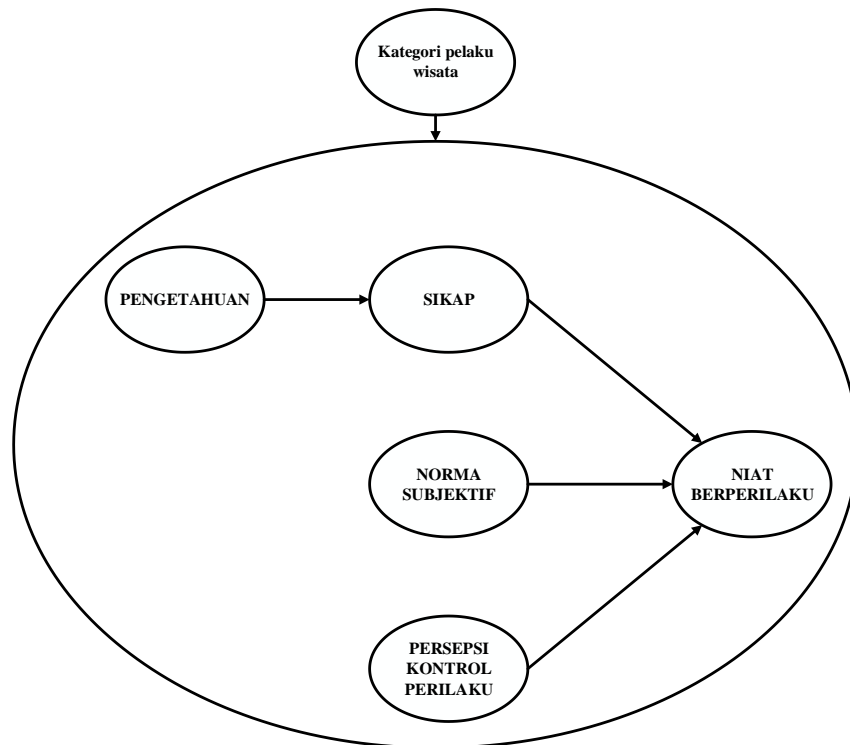 Kategori pelaku
wisata
PENGETAHUAN
SIKAP
NORMA
SUBJEKTIF
NIAT
BERPERILAKU
PERSEPSI
KONTROL
PERILAKU